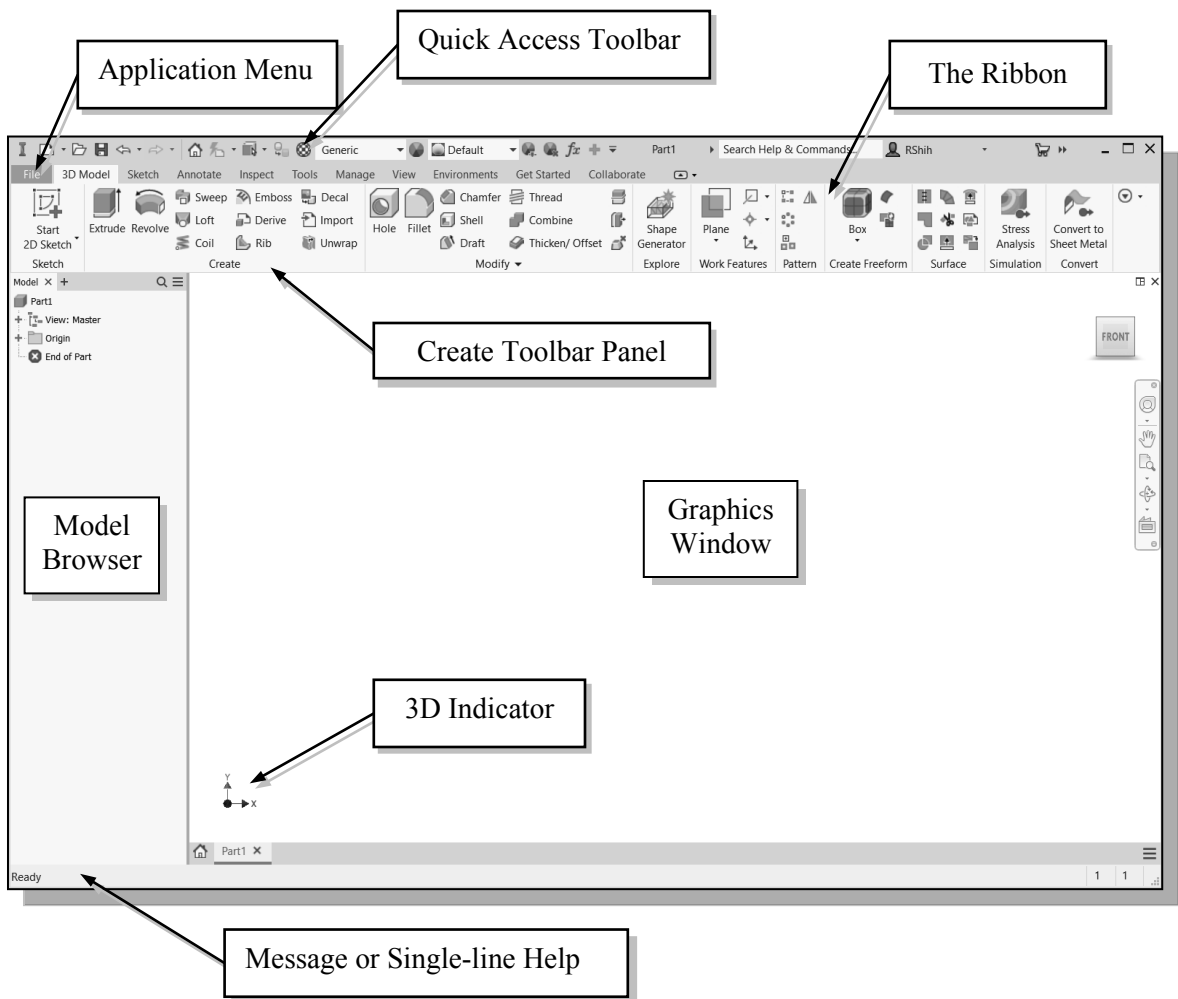 Quick Access Toolbar
Application Menu
The Ribbon
Generic Default fx Part1 Search Help & Commands... RShih
File 3D Model Sketch Annotate Inspect Tools Manage View Environments Get Started Collaborate
Sweep Emboss Decal Chamfer Thread
Start 2D Sketch Extrude Revolve Loft Derive Import Hole Fillet Shell Combine Shape Generator Plane Box Stress Analysis Convert to Sheet Metal
Coil Rib Unwrap Draft Thicken/ Offset
Sketch Create Modify Explore Work Features Pattern Create Freeform Surface Simulation Convert
Model
Part1
View: Master
Origin
End of Part
FRONT
Create Toolbar Panel
Model
Browser
Graphics
Window
3D Indicator
Y
X
Part1
Ready 1 1
Message or Single-line Help